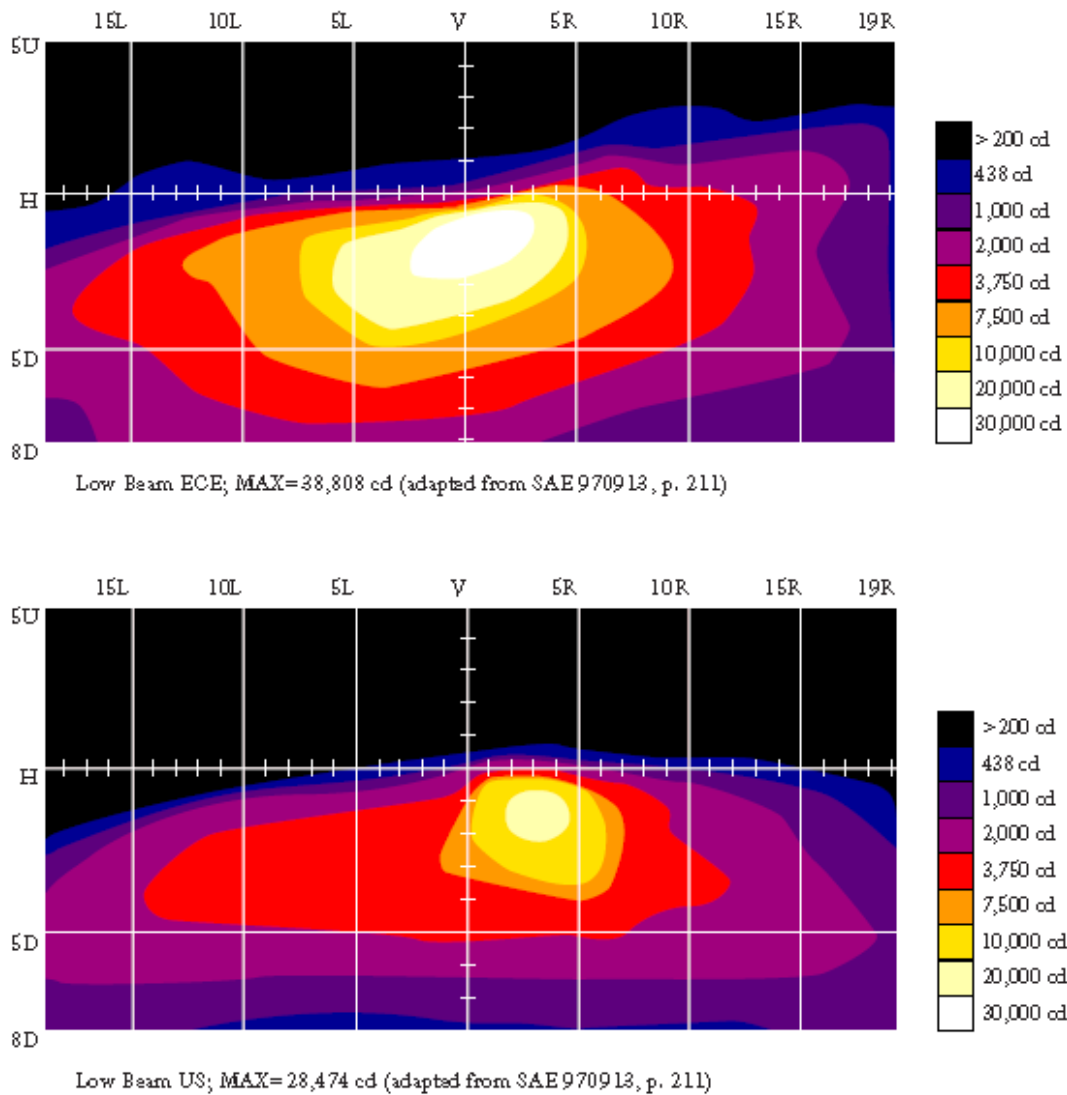 15L 10L 5L V 5R 10R 15R 19R
5U
H
5D
8D
> 200 cd
438 cd
1,000 cd
2,000 cd
3,750 cd
7,500 cd
10,000 cd
20,000 cd
30,000 cd
Low Beam ECE; MAX=38,808 cd (adapted from SAE 970913, p. 211)
15L 10L 5L V 5R 10R 15R 19R
5U
H
5D
8D
> 200 cd
438 cd
1,000 cd
2,000 cd
3,750 cd
7,500 cd
10,000 cd
20,000 cd
30,000 cd
Low Beam US; MAX=28,474 cd (adapted from SAE 970913, p. 211)